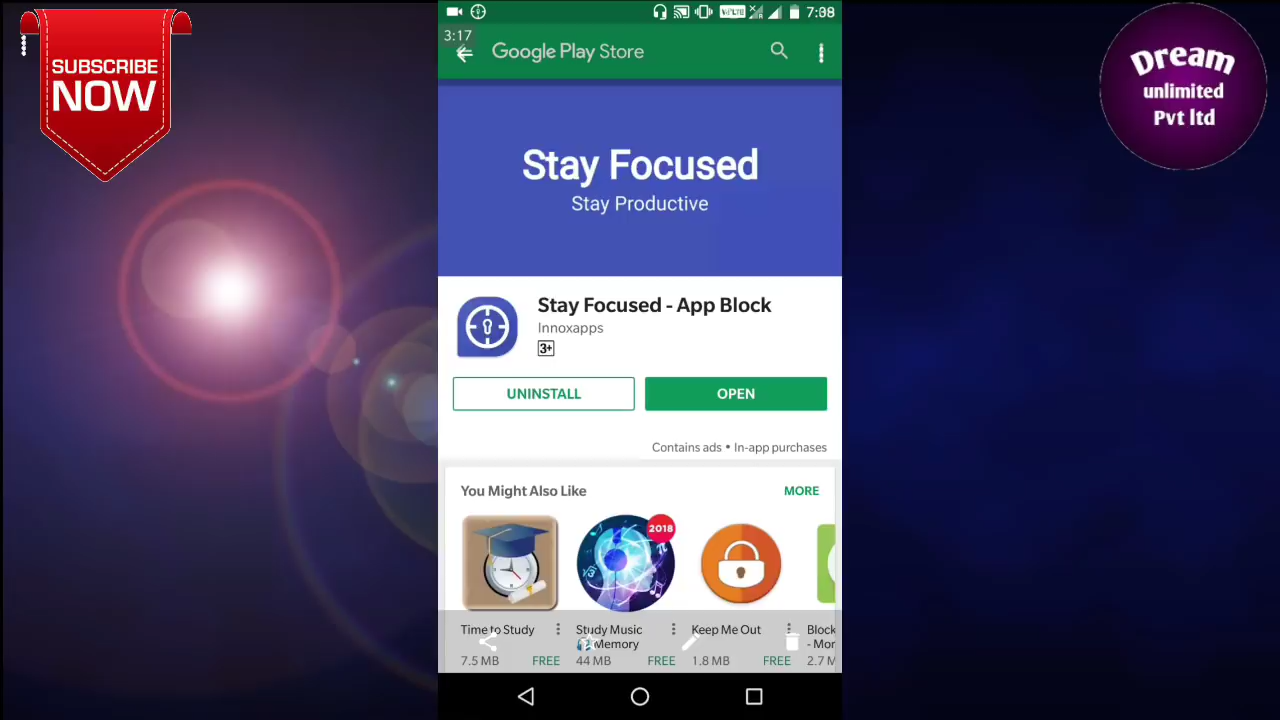 SUBSCRIBE
NOW
VoLTE
7:38
3:17
Google Play Store
Dream
unlimited
Pvt ltd
Stay Focused
Stay Productive
Stay Focused - App Block
Innoxapps
3+
UNINSTALL
OPEN
Contains ads • In-app purchases
You Might Also Like
MORE
2018
Time to Study
7.5 MB
FREE
Study Music
Memory
44 MB
FREE
Keep Me Out
1.8 MB
FREE
Block
- Mor
2.7 M